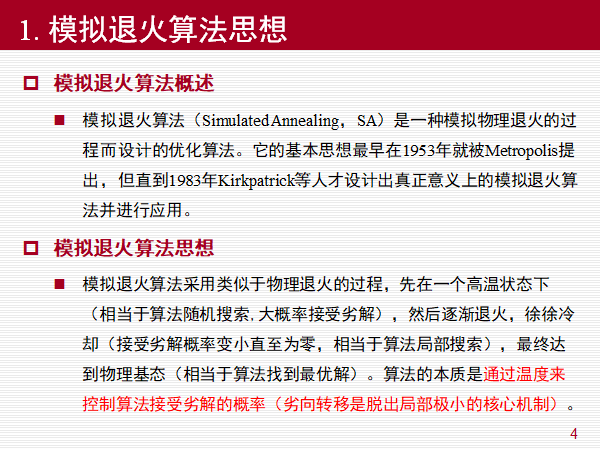 1. 模拟退火算法思想
模拟退火算法概述
模拟退火算法（Simulated Annealing，SA）是一种模拟物理退火的过
程而设计的优化算法。它的基本思想最早在1953年就被Metropolis提
出，但直到1983年Kirkpatrick等人才设计出真正意义上的模拟退火算
法并进行应用。
模拟退火算法思想
模拟退火算法采用类似于物理退火的过程，先在一个高温状态下
（相当于算法随机搜索,大概率接受劣解），然后逐渐退火，徐徐冷
却（接受劣解概率变小直至为零，相当于算法局部搜索），最终达
到物理基态（相当于算法找到最优解）。算法的本质是通过温度来
控制算法接受劣解的概率（劣向转移是脱出局部极小的核心机制）。
4